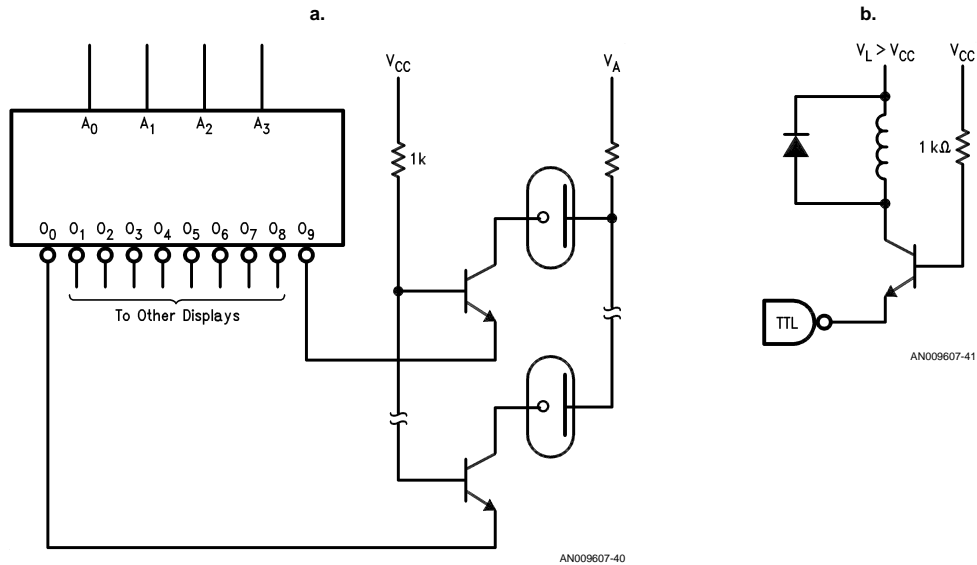 a.
A0 A1 A2 A3
O0 O1 O2 O3 O4 O5 O6 O7 O8 O9
To Other Displays
VCC
1k
VA
AN009607-40
b.
VL > VCC
VCC
1 kΩ
TTL
AN009607-41